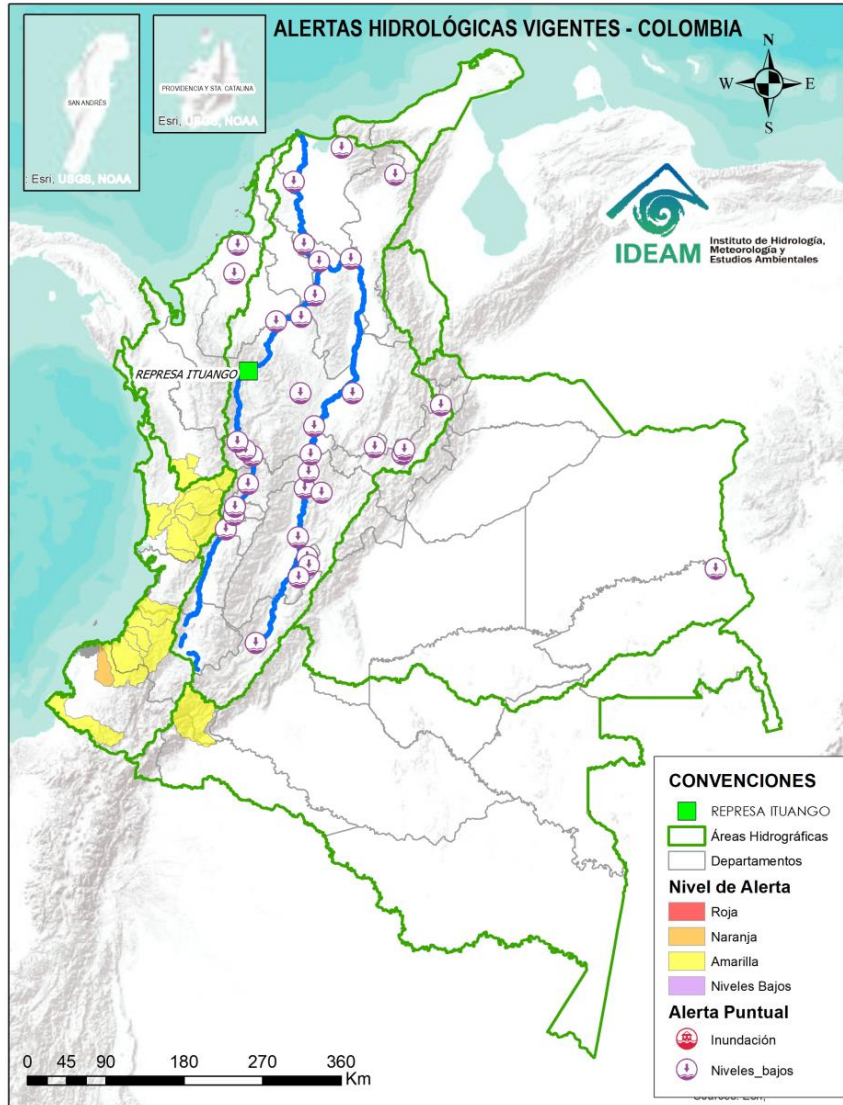 ALERTAS HIDROLÓGICAS VIGENTES - COLOMBIA
SAN ANDRÉS
: Esri, USGS, NOAA
PROVIDENCIA Y STA. CATALINA
Esri, USGS, NOAA
N
W
E
S
IDEAM
Instituto de Hidrología,
Meteorología y
Estudios Ambientales
REPRESA ITUANGO
CONVENCIONES
REPRESA ITUANGO
Áreas Hidrográficas
Departamentos
Nivel de Alerta
Roja
Naranja
Amarilla
Niveles Bajos
Alerta Puntual
Inundación
Niveles_bajos
Sources: Esri,
0 45 90 180 270 360
Km